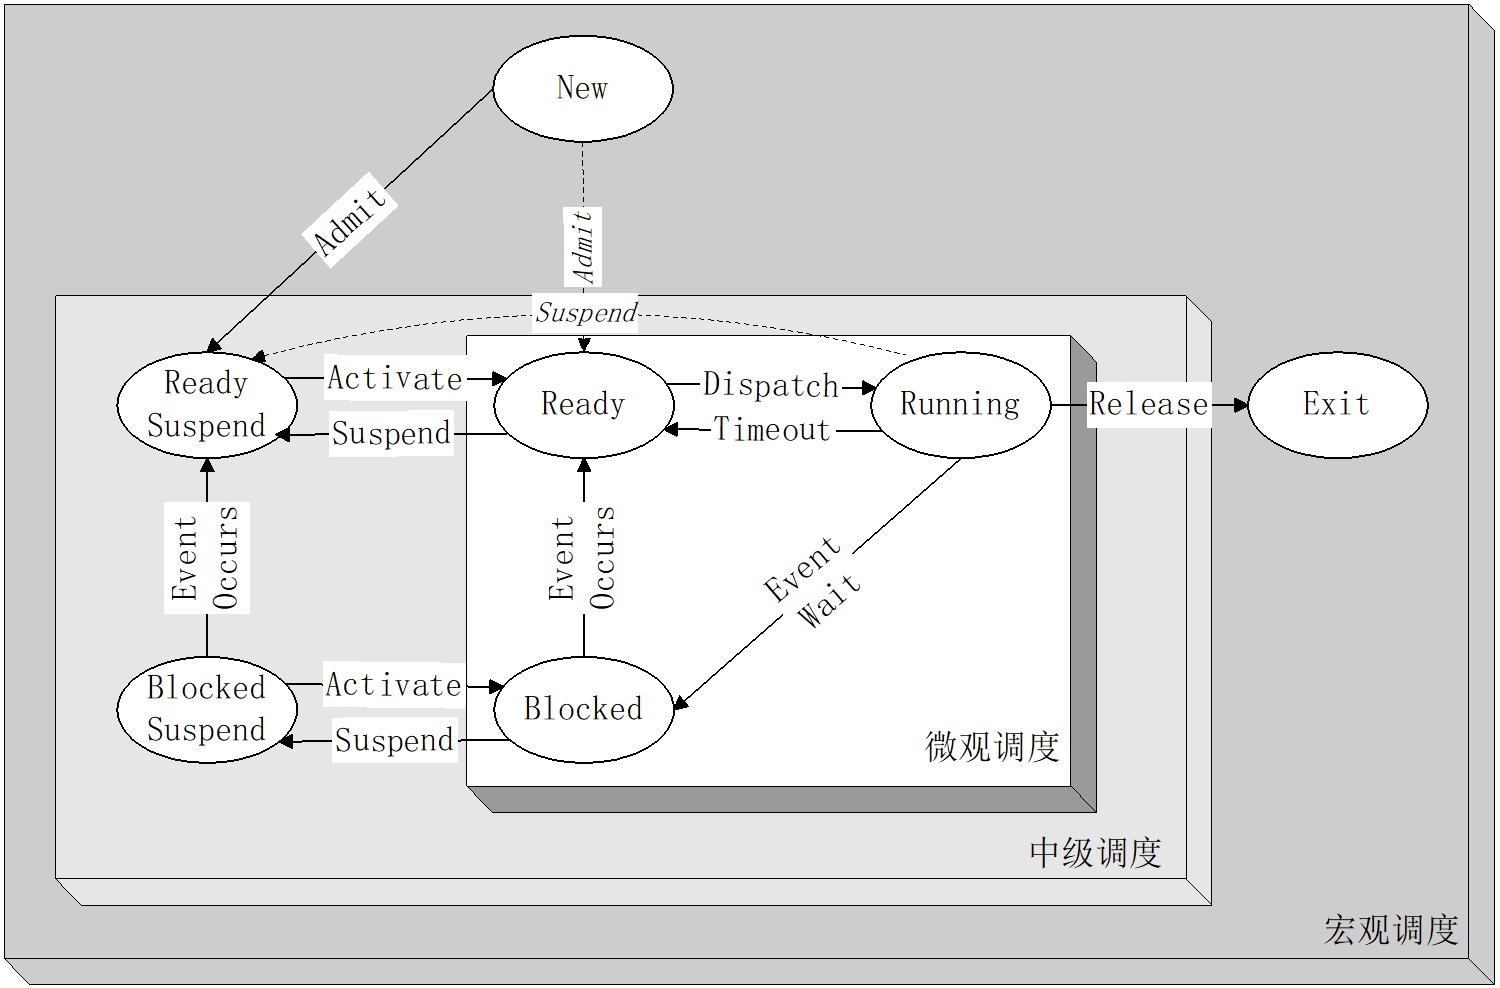 New
Admit
Admit
Suspend
Ready
Suspend
Activate
Suspend
Ready
Dispatch
Timeout
Running
Release
Exit
Event
Occurs
Event
Occurs
Event
Wait
Blocked
Suspend
Activate
Suspend
Blocked
微观调度
中级调度
宏观调度